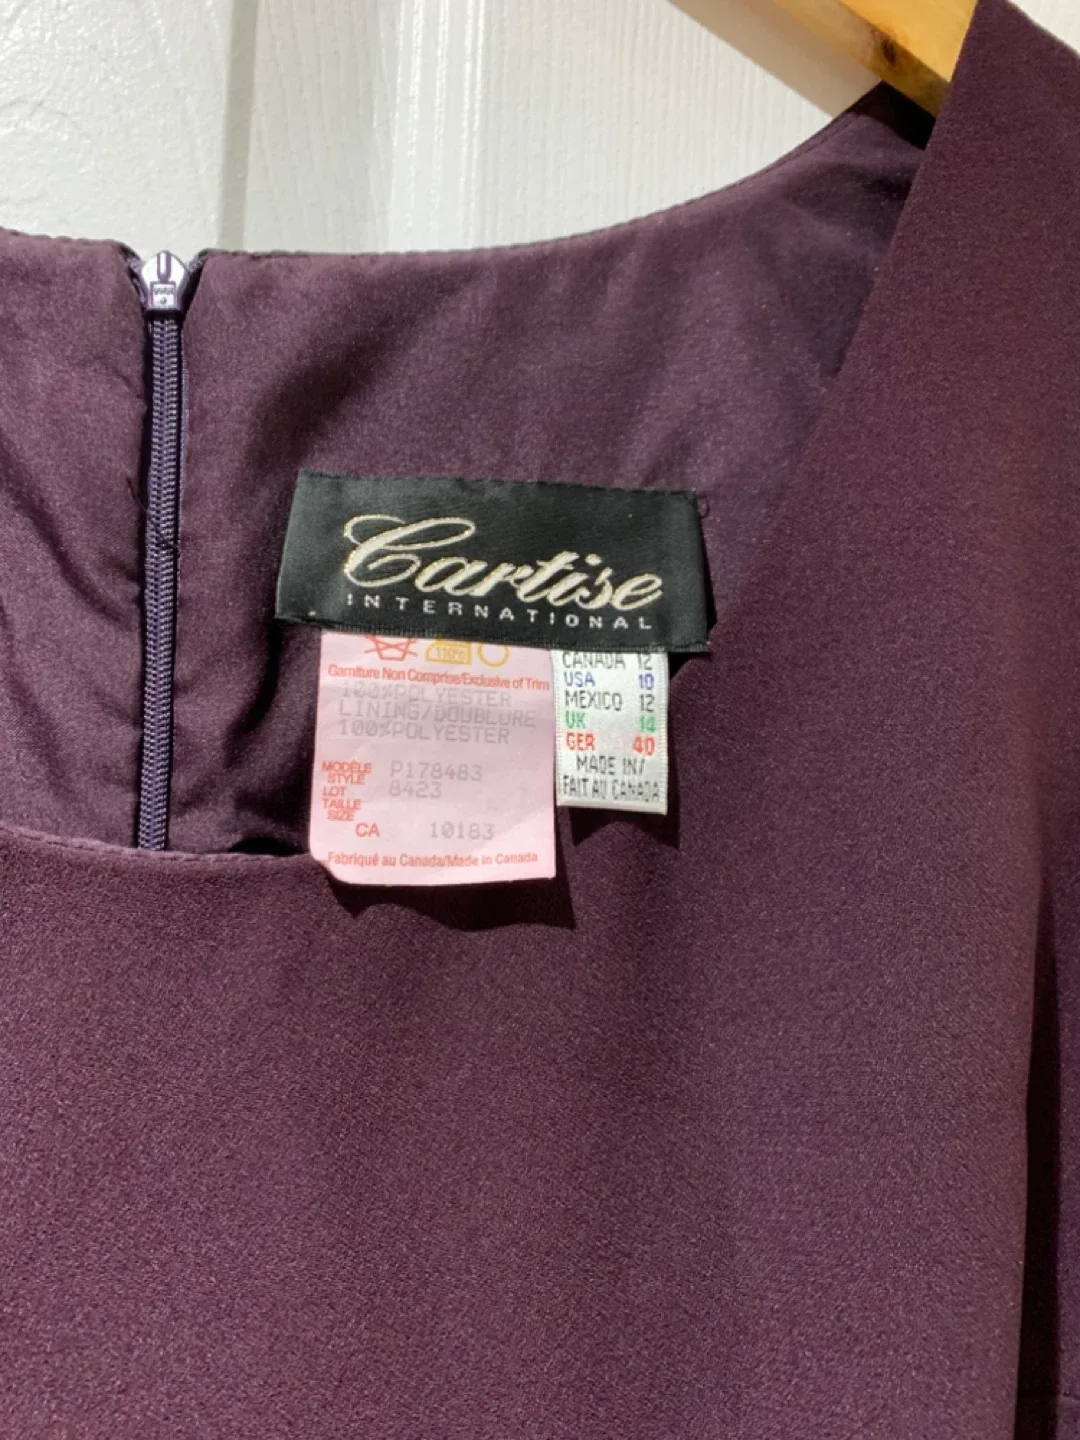 Cartise
INTERNATIONAL
110°C
Garniture Non Comprise/Exclusive of Trim
100%POLYESTER
LINING/DOUBLURE
100%POLYESTER
MODÈLE
STYLE P178483
LOT 8423
TAILLE
SIZE
CA 10183
Fabriqué au Canada/Made in Canada
CANADA 12
USA 10
MEXICO 12
UK 14
GER 40
MADE IN/
FAIT AU CANADA